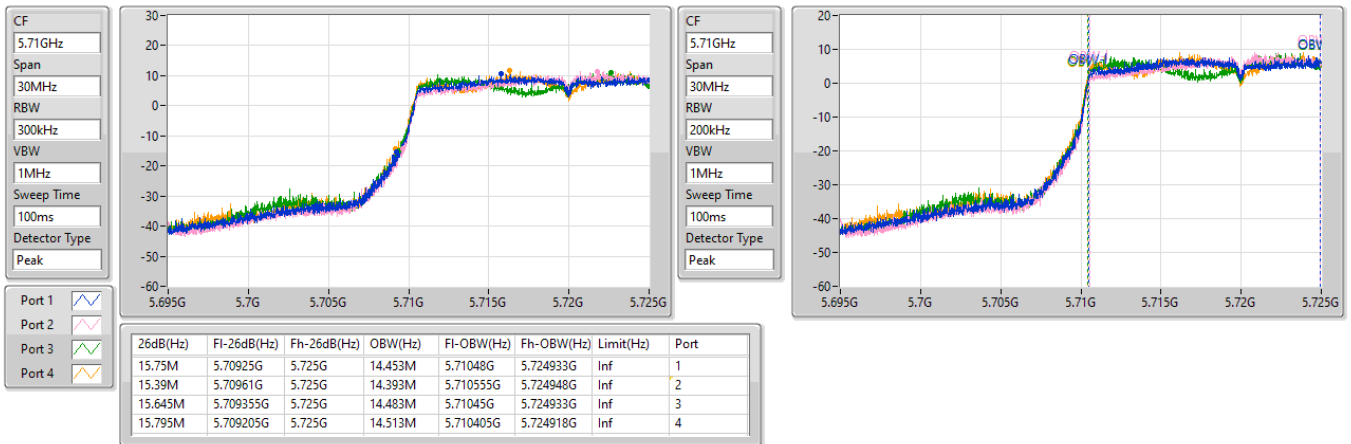 CF
5.71GHz
Span
30MHz
RBW
300kHz
VBW
1MHz
Sweep Time
100ms
Detector Type
Peak
30
20
10
0
-10
-20
-30
-40
-50
-60
5.695G 5.7G 5.705G 5.71G 5.715G 5.72G 5.725G
CF
5.71GHz
Span
30MHz
RBW
200kHz
VBW
1MHz
Sweep Time
100ms
Detector Type
Peak
20
10
0
-10
-20
-30
-40
-50
-60
5.695G 5.7G 5.705G 5.71G 5.715G 5.72G 5.725G
Port 1
Port 2
Port 3
Port 4
26dB(Hz) Fl-26dB(Hz) Fh-26dB(Hz) OBW(Hz) Fl-OBW(Hz) Fh-OBW(Hz) Limit(Hz) Port
15.75M 5.70925G 5.725G 14.453M 5.71048G 5.724933G Inf 1
15.39M 5.70961G 5.725G 14.393M 5.710555G 5.724948G Inf 2
15.645M 5.709355G 5.725G 14.483M 5.71045G 5.724933G Inf 3
15.795M 5.709205G 5.725G 14.513M 5.710405G 5.724918G Inf 4